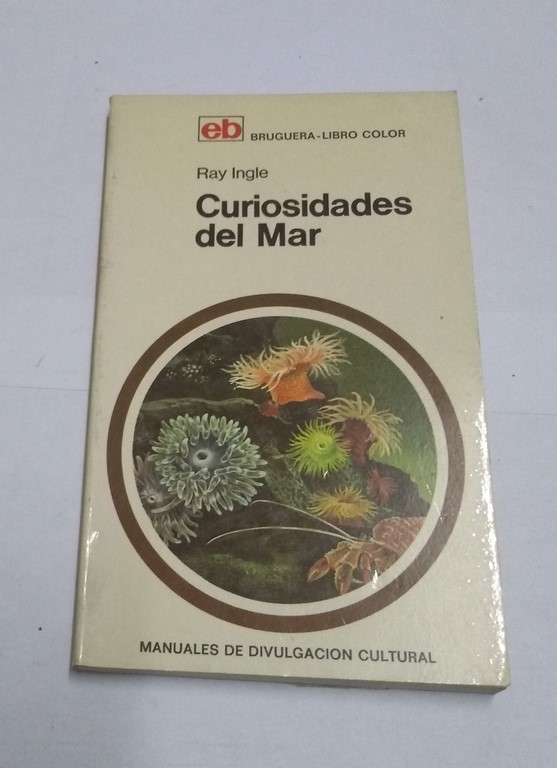 eb BRUGUERA-LIBRO COLOR
Ray Ingle
Curiosidades
del Mar
MANUALES DE DIVULGACION CULTURAL